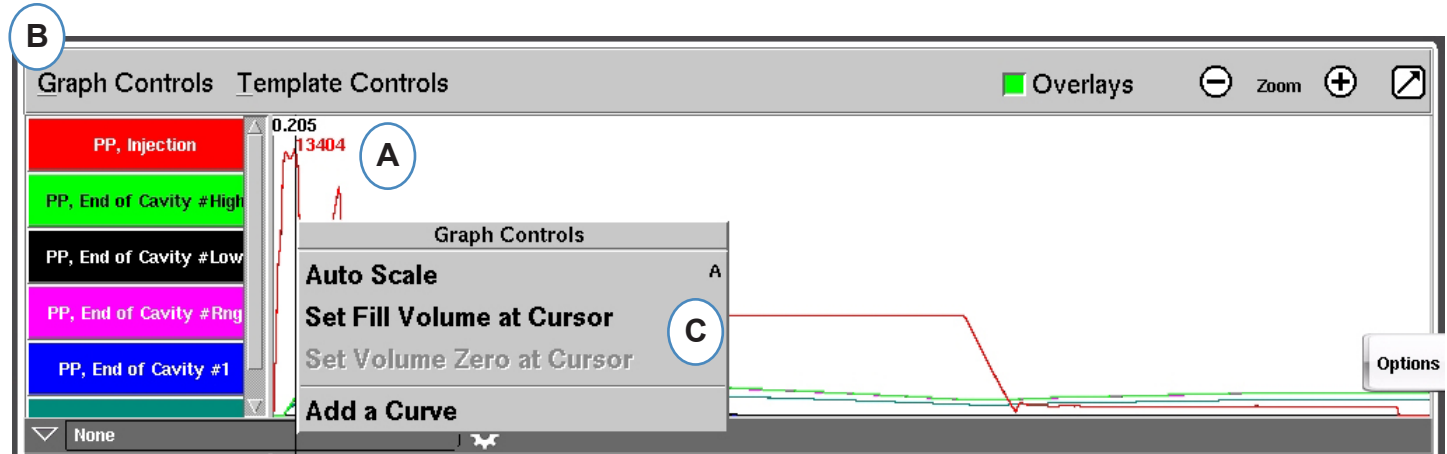 B
Graph Controls Template Controls Overlays Zoom
PP, Injection
PP, End of Cavity #High
PP, End of Cavity #Low
PP, End of Cavity #Rng
PP, End of Cavity #1
0.205
13404
A
Graph Controls
Auto Scale A
Set Fill Volume at Cursor
C
Set Volume Zero at Cursor
Add a Curve
Options
None